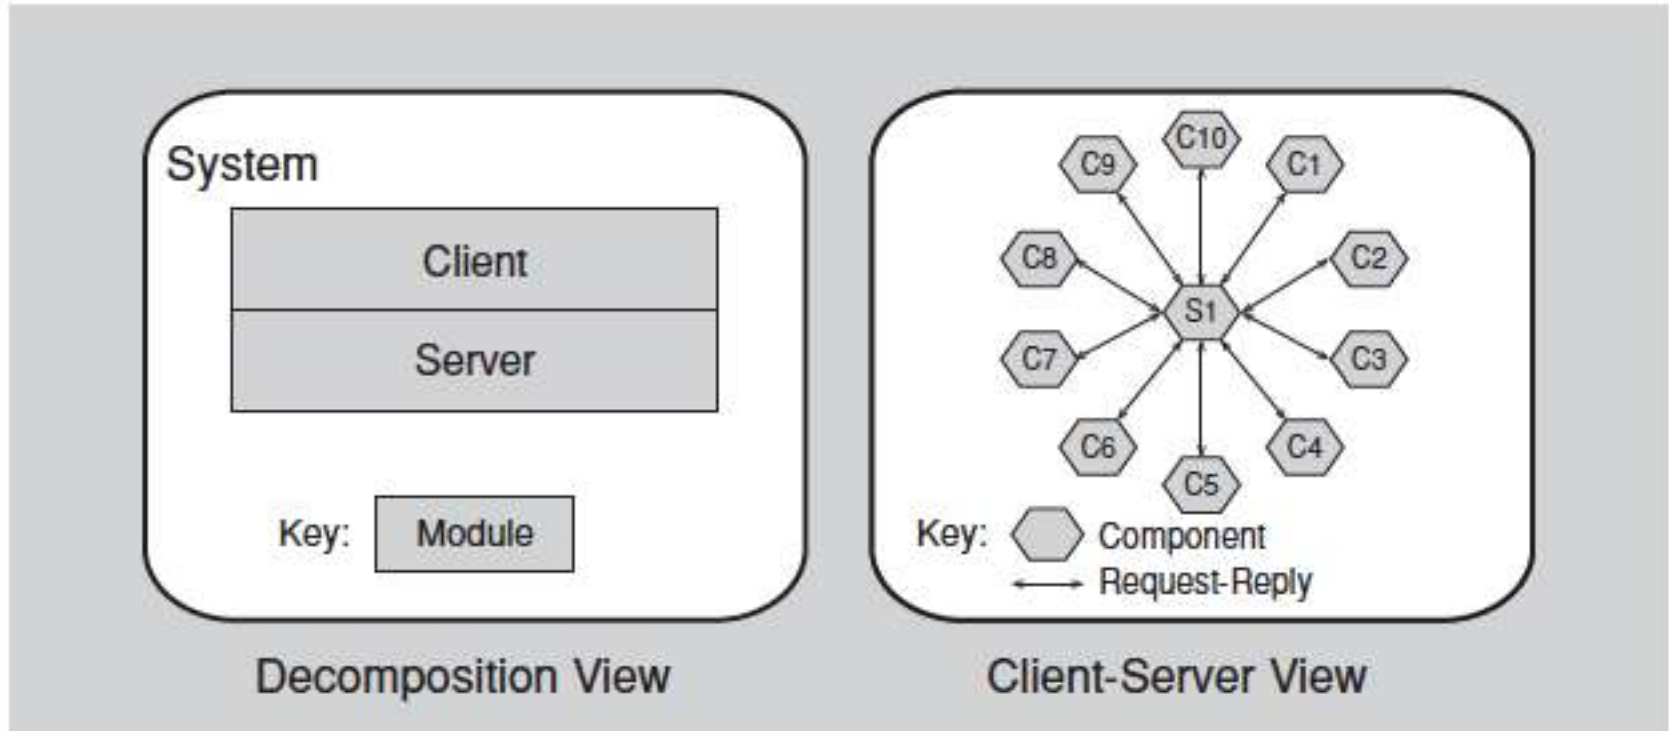 System
Client
Server
Key: Module
Decomposition View
C10
C9
C1
C8
C2
S1
C7
C3
C6
C4
C5
Key: Component
Request-Reply
Client-Server View